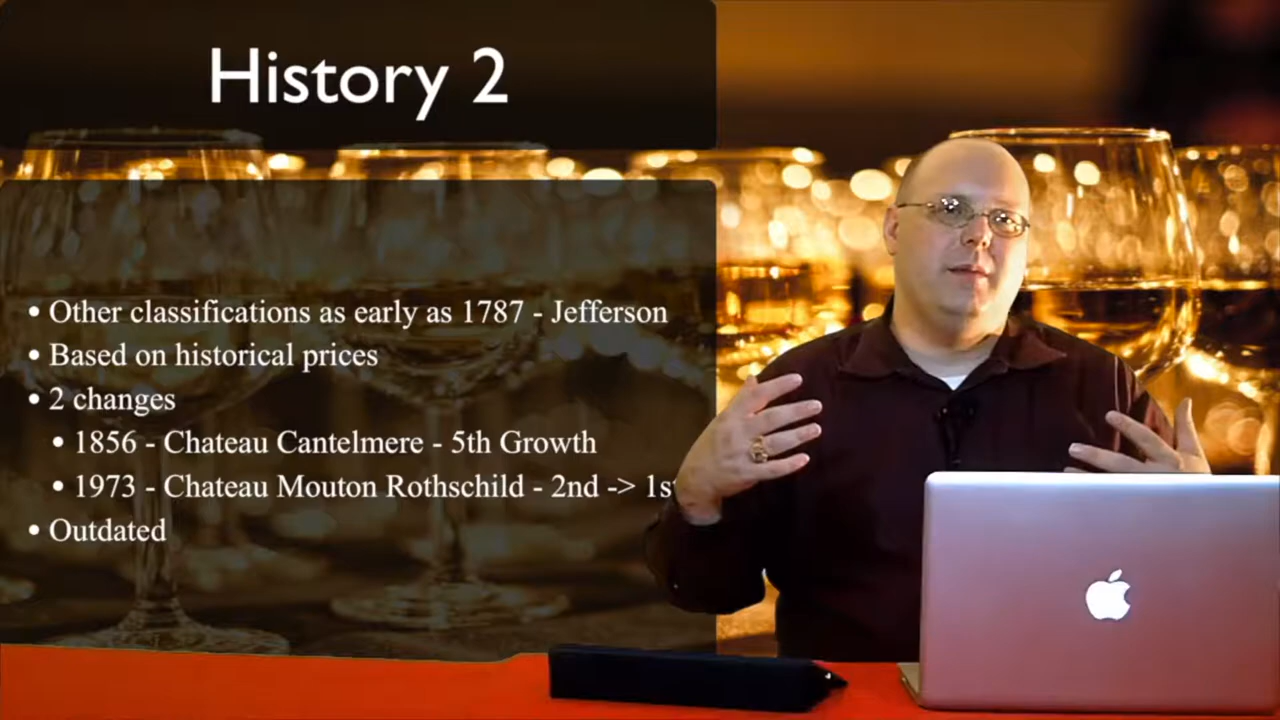 History 2
• Other classifications as early as 1787 - Jefferson
• Based on historical prices
• 2 changes
• 1856 - Chateau Cantelmere - 5th Growth
• 1973 - Chateau Mouton Rothschild - 2nd -> 1st
• Outdated